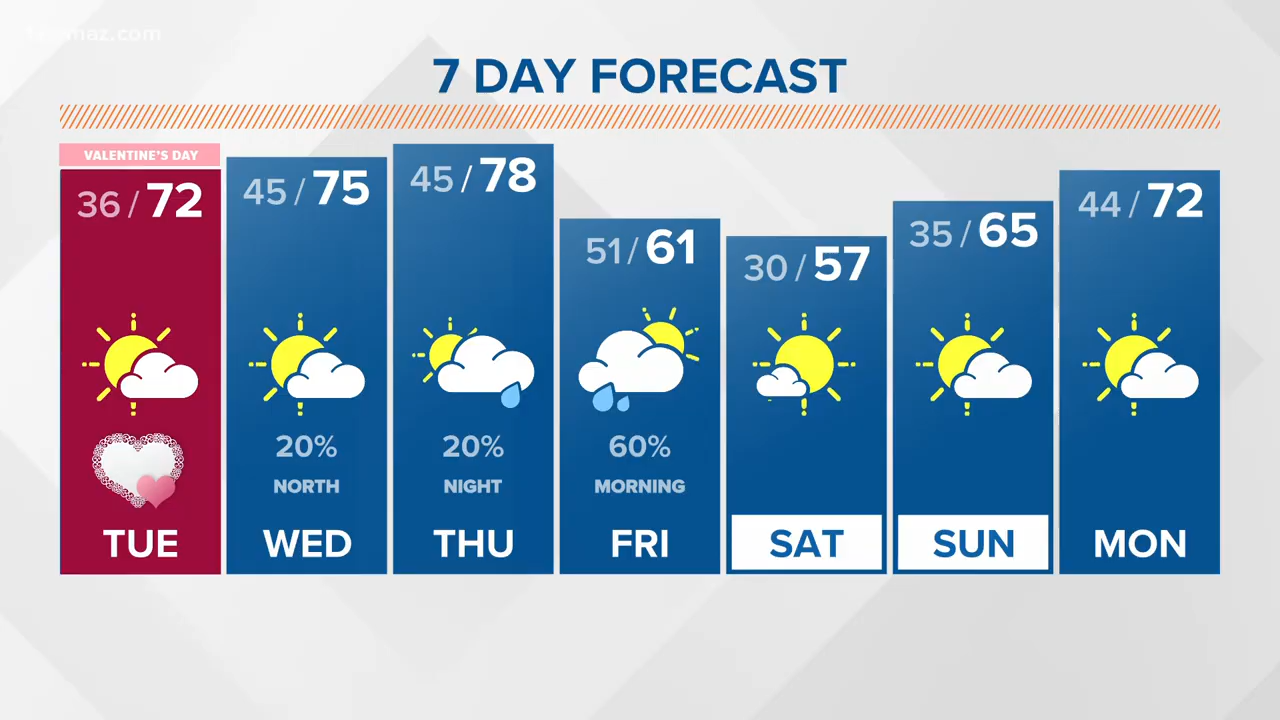 7 DAY FORECAST
VALENTINE'S DAY
36 / 72
TUE
45 / 75
20%
NORTH
WED
45 / 78
20%
NIGHT
THU
51 / 61
60%
MORNING
FRI
30 / 57
SAT
35 / 65
SUN
44 / 72
MON